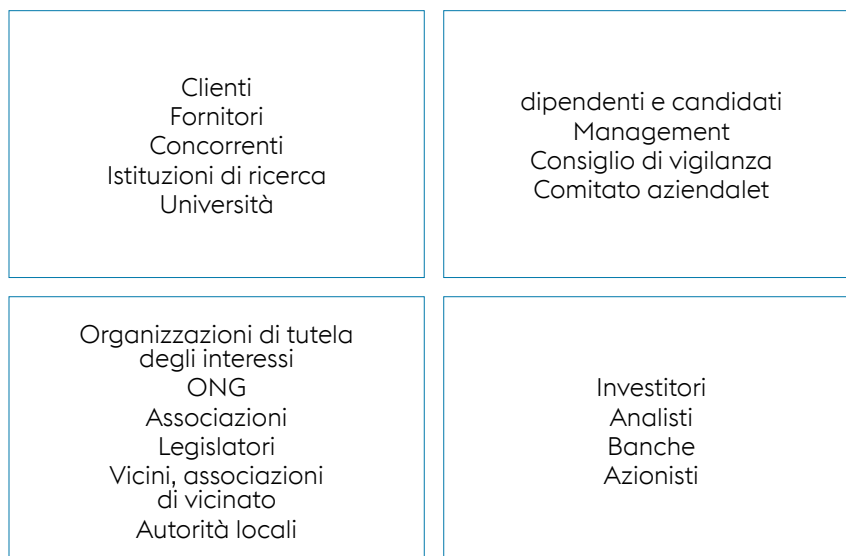 Clienti
Fornitori
Concorrenti
Istituzioni di ricerca
Università
dipendenti e candidati
Management
Consiglio di vigilanza
Comitato aziendalet
Organizzazioni di tutela
degli interessi
ONG
Associazioni
Legislatori
Vicini, associazioni
di vicinato
Autorità locali
Investitori
Analisti
Banche
Azionisti